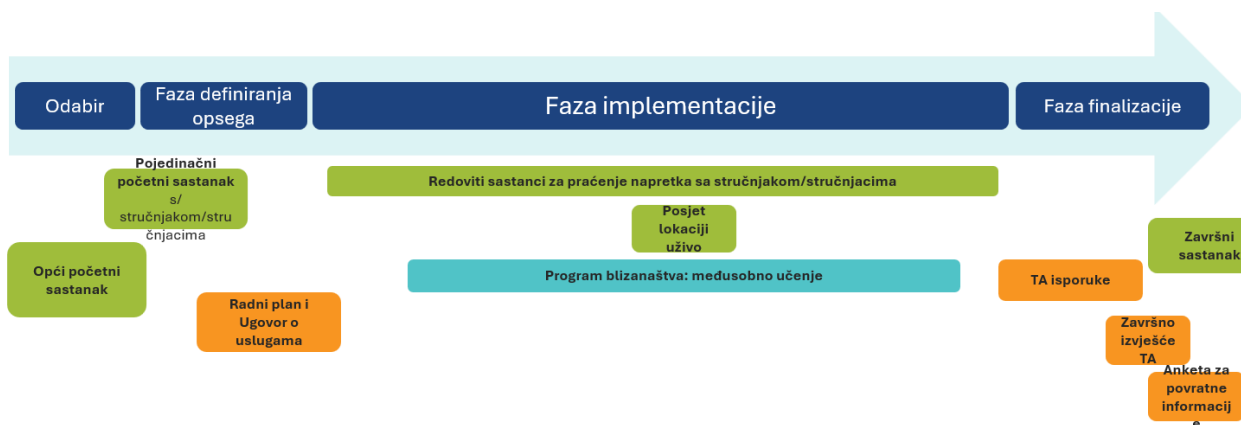 Odabir
Faza definiranja
opsega
Faza implementacije
Faza finalizacije
Pojedinačni
početni sastanak
s/
stručnjakom/stru
čnjacima
Redoviti sastanci za praćenje napretka sa stručnjakom/stručnjacima
Posjet
lokaciji
uživo
Završni
sastanak
Opći početni
sastanak
Program blizanaštva: međusobno učenje
TA isporuke
Radni plan i
Ugovor o
uslugama
Završno
izvješće
TA
Anketa za
povratne
informacij
e